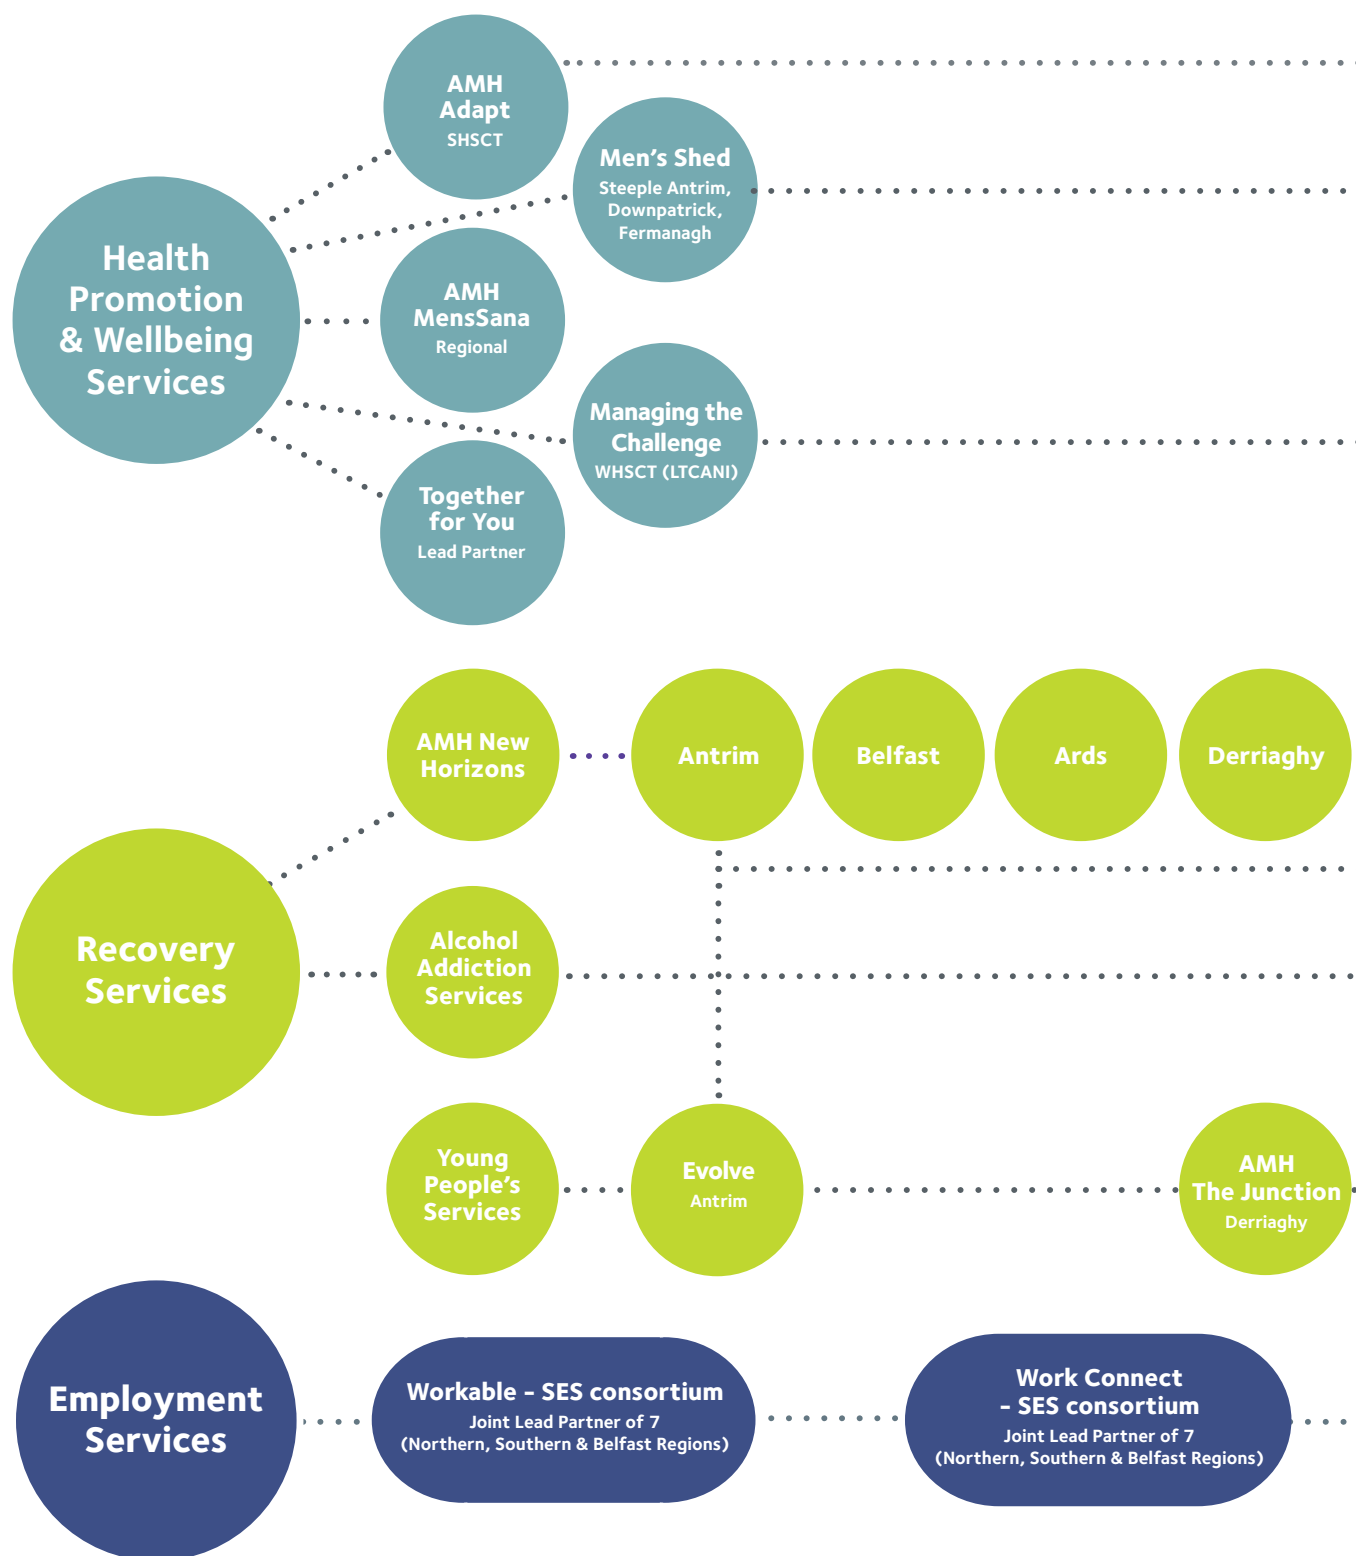 AMH
Adapt
SHSCT
Men’s Shed
Steeple Antrim,
Downpatrick,
Fermanagh
Health
Promotion
& Wellbeing
Services
AMH
MensSana
Regional
Managing the
Challenge
WHSCT (LTCANI)
Together
for You
Lead Partner
AMH New
Horizons
Antrim
Belfast
Ards
Derriaghy
Recovery
Services
Alcohol
Addiction
Services
Young
People’s
Services
Evolve
Antrim
AMH
The Junction
Derriaghy
Employment
Services
Workable – SES consortium
Joint Lead Partner of 7
(Northern, Southern & Belfast Regions)
Work Connect
– SES consortium
Joint Lead Partner of 7
(Northern, Southern & Belfast Regions)